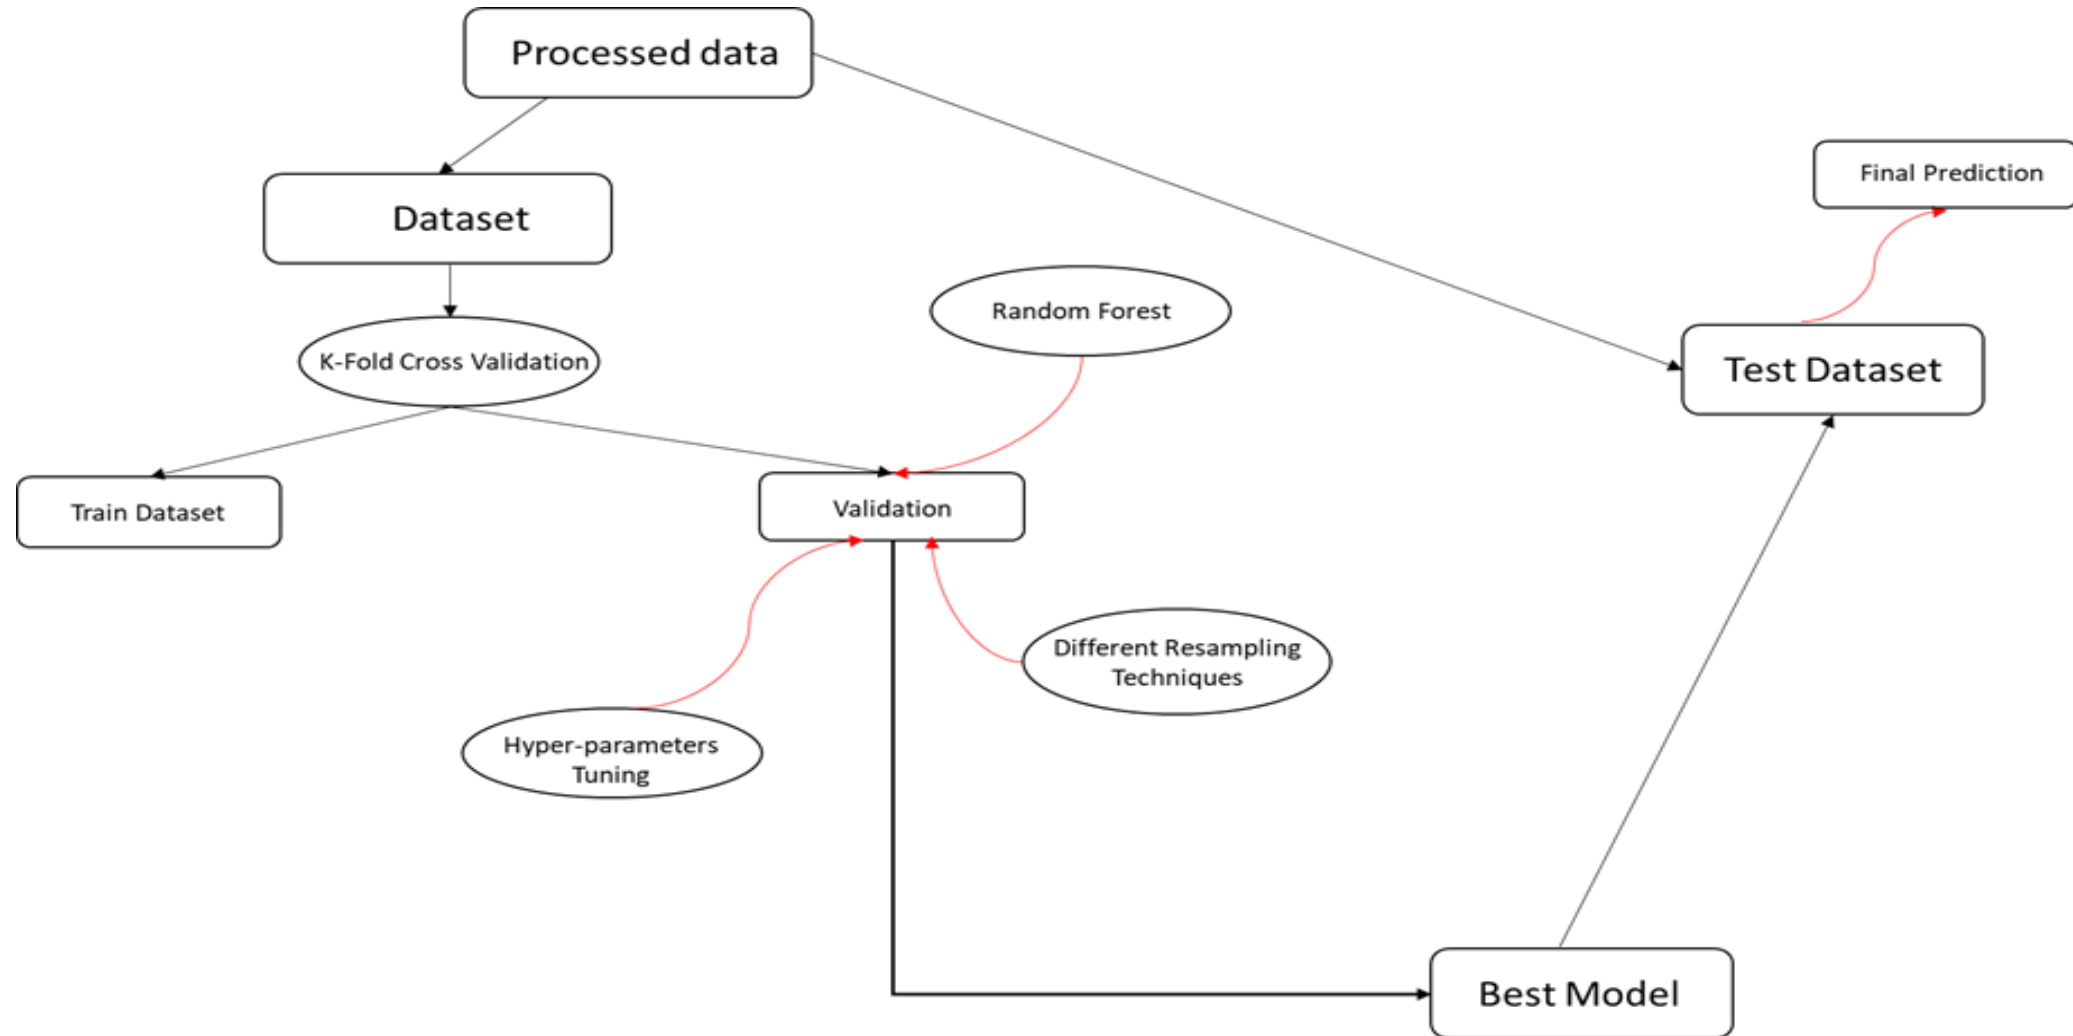 Processed data
Final Prediction
Dataset
Random Forest
K-Fold Cross Validation
Test Dataset
Train Dataset
Validation
Different Resampling
Techniques
Hyper-parameters
Tuning
Best Model